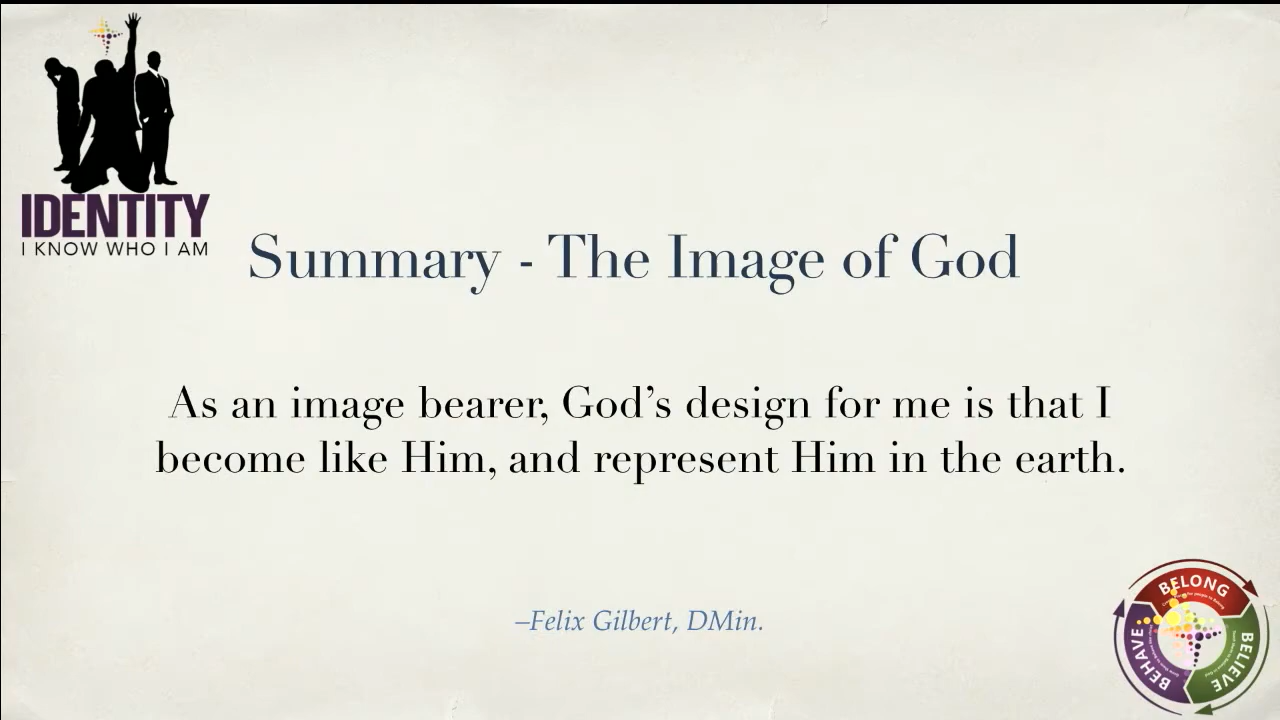 IDENTITY
I KNOW WHO I AM
Summary - The Image of God
As an image bearer, God’s design for me is that I
become like Him, and represent Him in the earth.
–Felix Gilbert, DMin.
BELONG
BELIEVE
BEHAVE